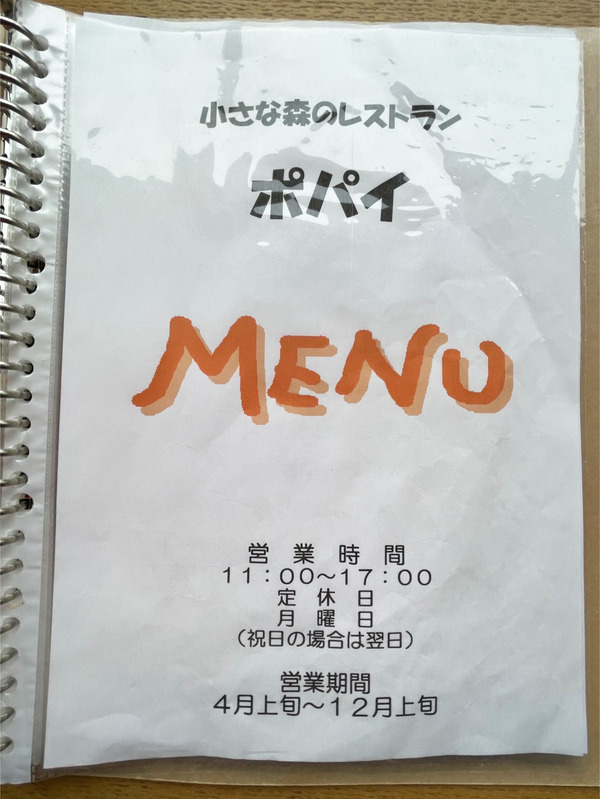 小さな森のレストラン
ポパイ
MENU
営業時間
11：00～17：00
定休日
月曜日
（祝日の場合は翌日）
営業期間
4月上旬～12月上旬